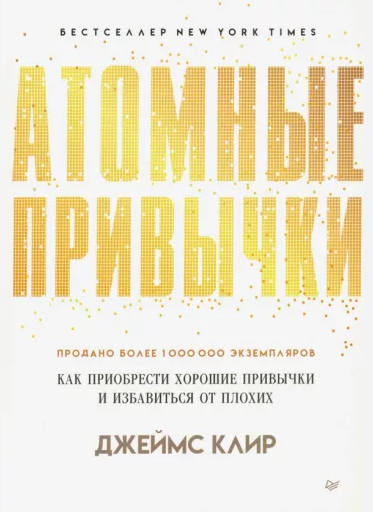 БЕСТСЕЛЛЕР NEW YORK TIMES
АТОМНЫЕ
ПРИВЫЧКИ
ПРОДАНО БОЛЕЕ 1 000 000 ЭКЗЕМПЛЯРОВ
КАК ПРИОБРЕСТИ ХОРОШИЕ ПРИВЫЧКИ
И ИЗБАВИТЬСЯ ОТ ПЛОХИХ
ДЖЕЙМС КЛИР